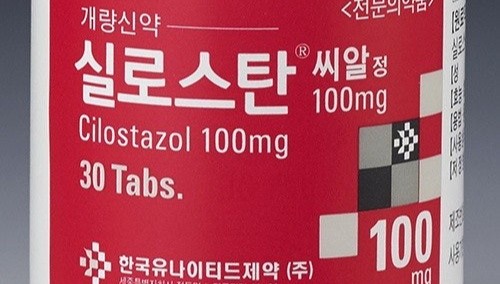 개량신약
<전문의약품>
실로스탄® 씨알정
100mg
Cilostazol 100mg
30 Tabs.
100
mg
한국유나이티드제약 (주)